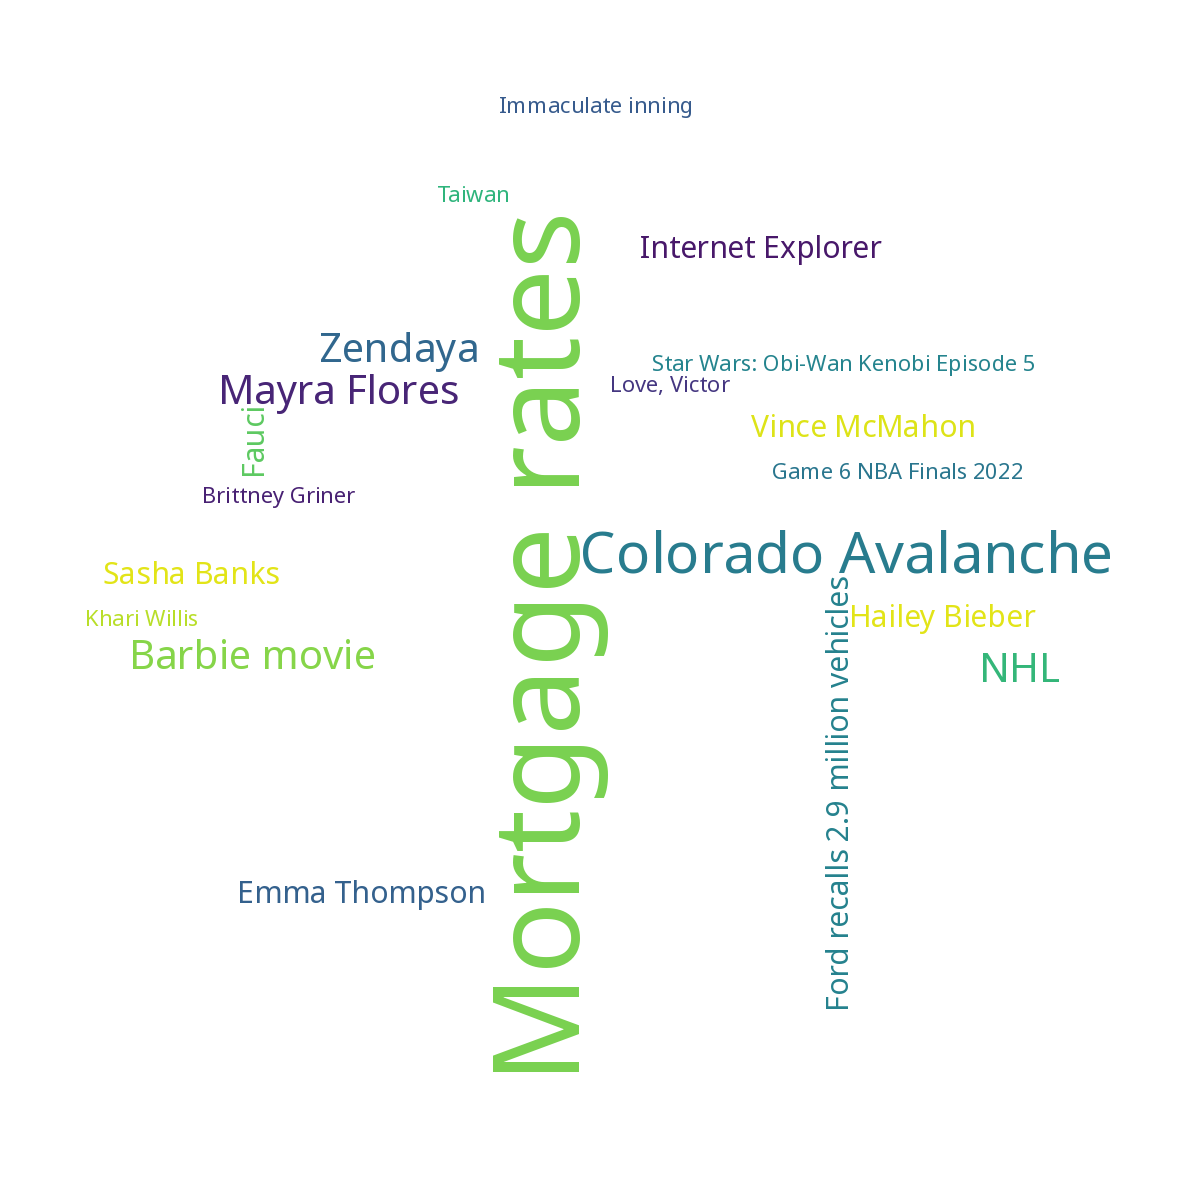 Immaculate inning
Taiwan
Internet Explorer
Zendaya
Star Wars: Obi-Wan Kenobi Episode 5
Mayra Flores
Love, Victor
Vince McMahon
Fauci
Game 6 NBA Finals 2022
Brittney Griner
Mortgage rates
Colorado Avalanche
Sasha Banks
Khari Willis
Hailey Bieber
Barbie movie
NHL
Ford recalls 2.9 million vehicles
Emma Thompson